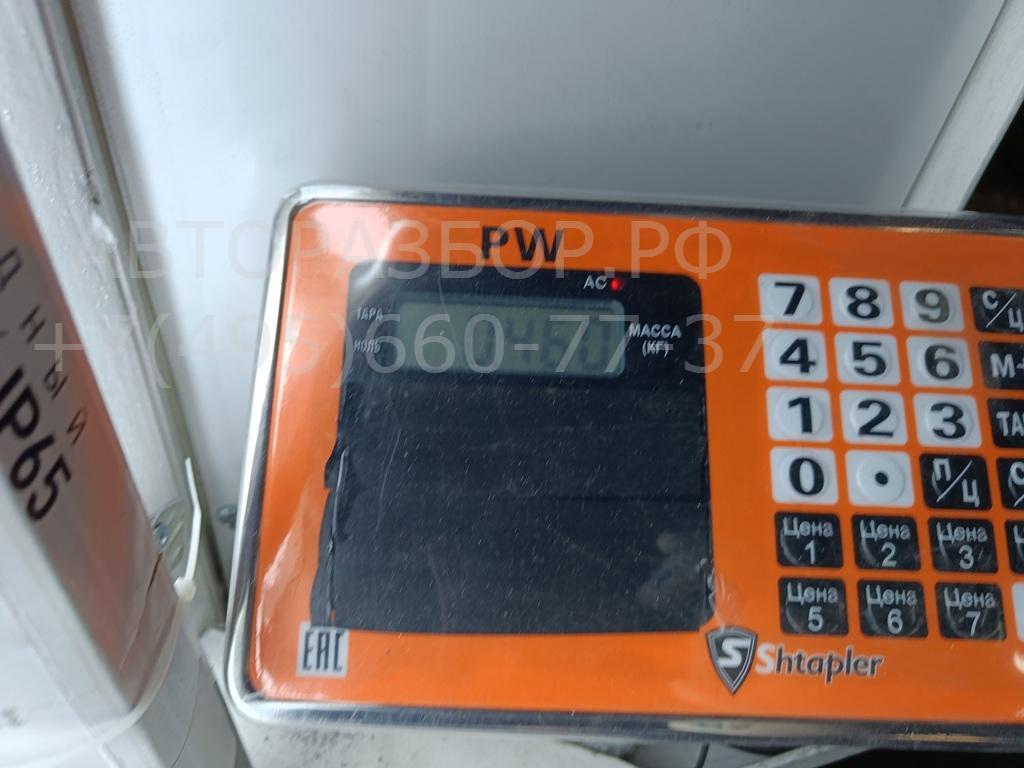 АВТОРАЗБОР.РФ
+7(495)660-77-37
PW
AC
ТАРА
НОЛЬ
МАССА
(КГ)
7 8 9 С/Ц
4 5 6 М+
1 2 3 ТА
0 • П/Ц С
Цена 1 Цена 2 Цена 3
Цена 5 Цена 6 Цена 7
EAC
S Shtapler
дный
IP65